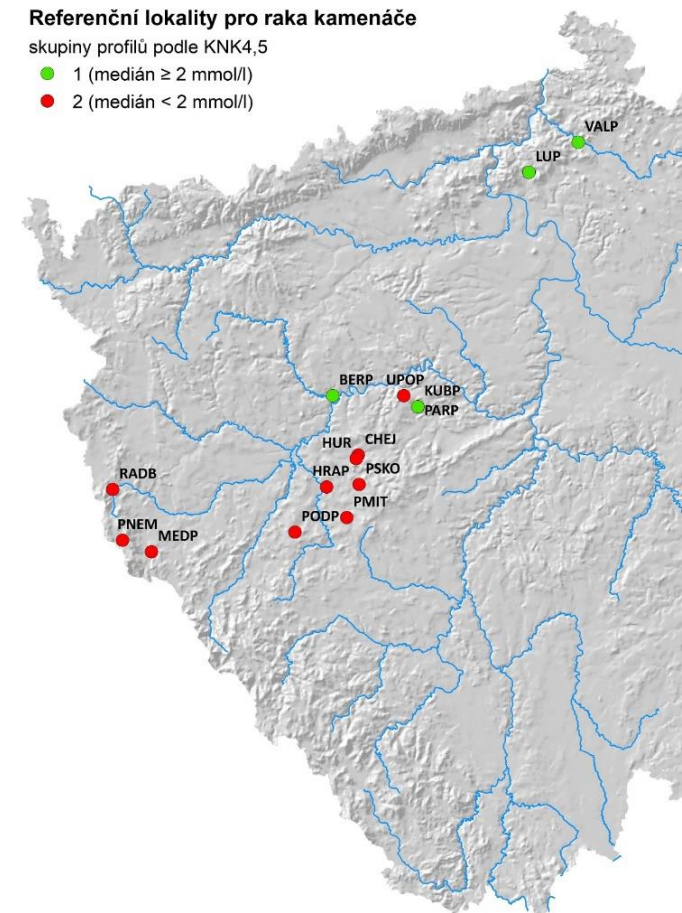 Referenční lokality pro raka kamenáče
skupiny profilů podle KNK4,5
1 (medián ≥ 2 mmol/l)
2 (medián < 2 mmol/l)
VALP
LUP
BERP
UPOP
KUBP
PARP
HUR
CHEJ
HRAP
PSKO
RADB
PMIT
PODP
PNEM
MEDP